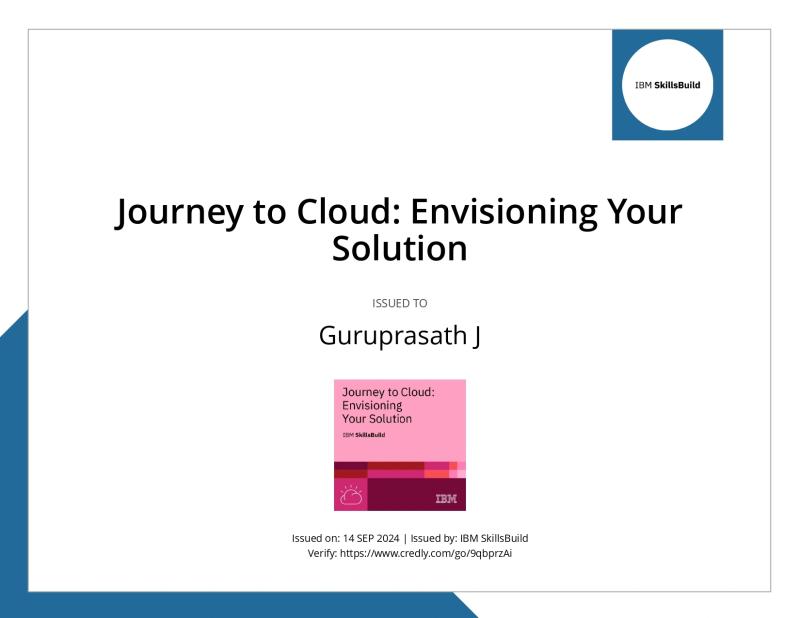 IBM SkillsBuild
Journey to Cloud: Envisioning Your
Solution
ISSUED TO
Guruprasath J
Journey to Cloud:
Envisioning
Your Solution
IBM SkillsBuild
IBM
Issued on: 14 SEP 2024 | Issued by: IBM SkillsBuild
Verify: https://www.credly.com/go/9qbprzAi